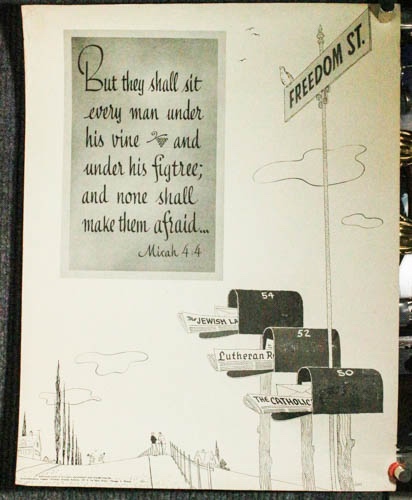 But they shall sit
every man under
his vine and
under his figtree;
and none shall
make them afraid...
Micah 4:4
FREEDOM ST.
54
The JEWISH LA
52
Lutheran R
50
THE CATHOLIC